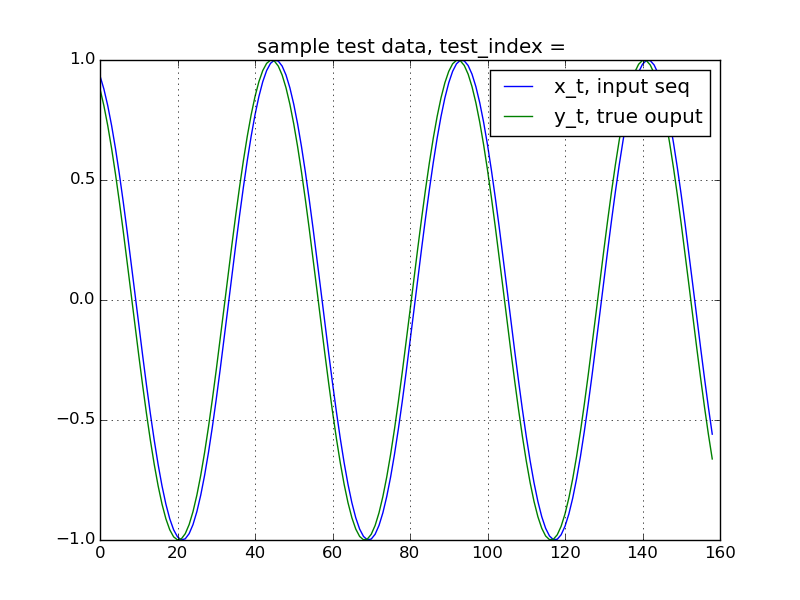 sample test data, test_index =
x_t, input seq
y_t, true ouput
1.0
0.5
0.0
−0.5
−1.0
0 20 40 60 80 100 120 140 160